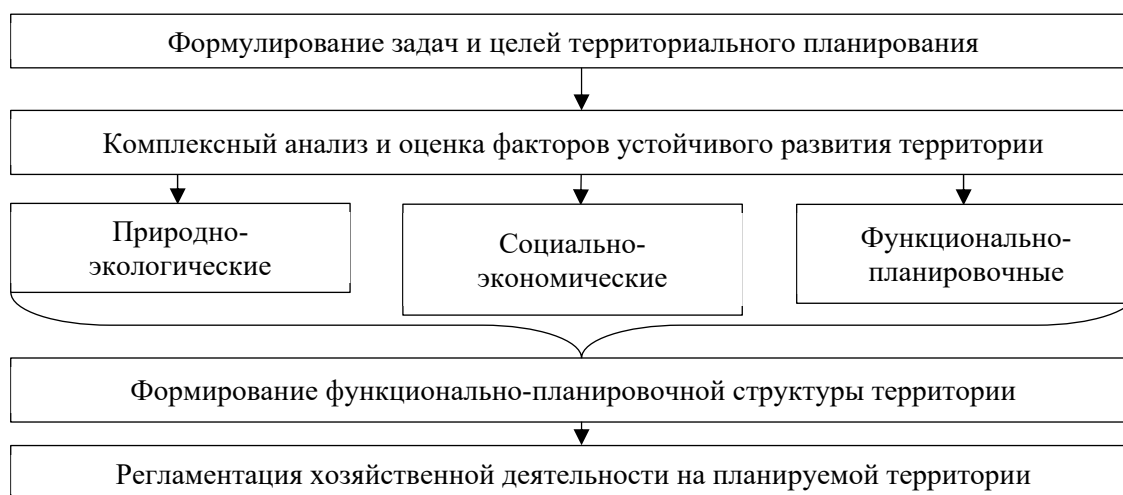 Формулирование задач и целей территориального планирования
Комплексный анализ и оценка факторов устойчивого развития территории
Природно-
экологические
Социально-
экономические
Функционально-
планировочные
Формирование функционально-планировочной структуры территории
Регламентация хозяйственной деятельности на планируемой территории